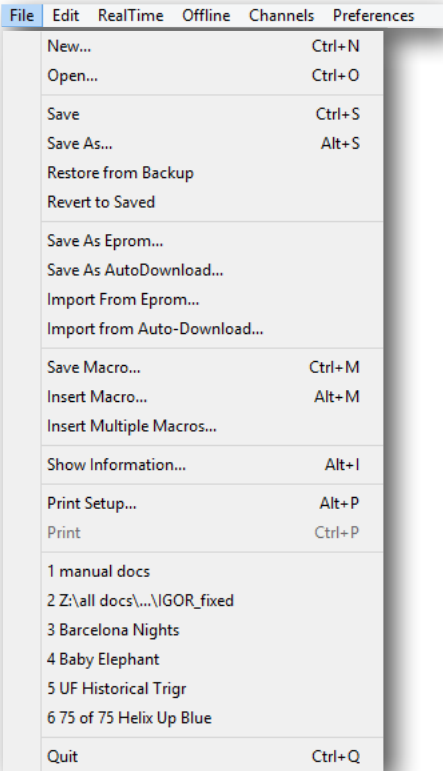 File Edit RealTime Offline Channels Preferences
New... Ctrl+N
Open... Ctrl+O
Save Ctrl+S
Save As... Alt+S
Restore from Backup
Revert to Saved
Save As Eprom...
Save As AutoDownload...
Import From Eprom...
Import from Auto-Download...
Save Macro... Ctrl+M
Insert Macro... Alt+M
Insert Multiple Macros...
Show Information... Alt+I
Print Setup... Alt+P
Print Ctrl+P
1 manual docs
2 Z:\all docs\...\IGOR_fixed
3 Barcelona Nights
4 Baby Elephant
5 UF Historical Trigr
6 75 of 75 Helix Up Blue
Quit Ctrl+Q